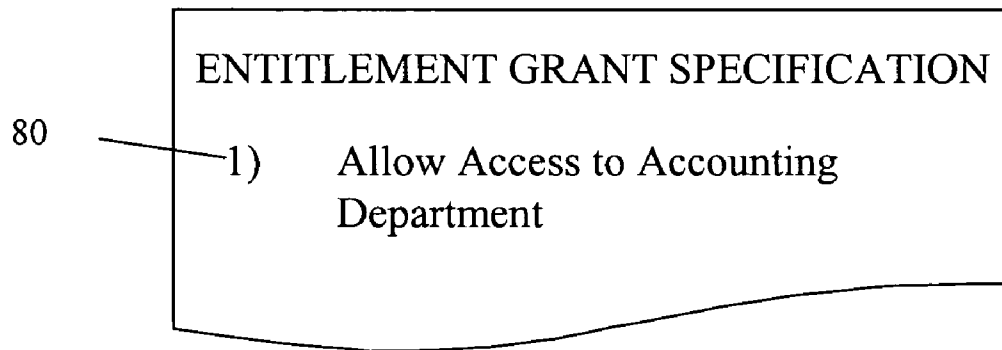 ENTITLEMENT GRANT SPECIFICATION
80
1) Allow Access to Accounting
Department